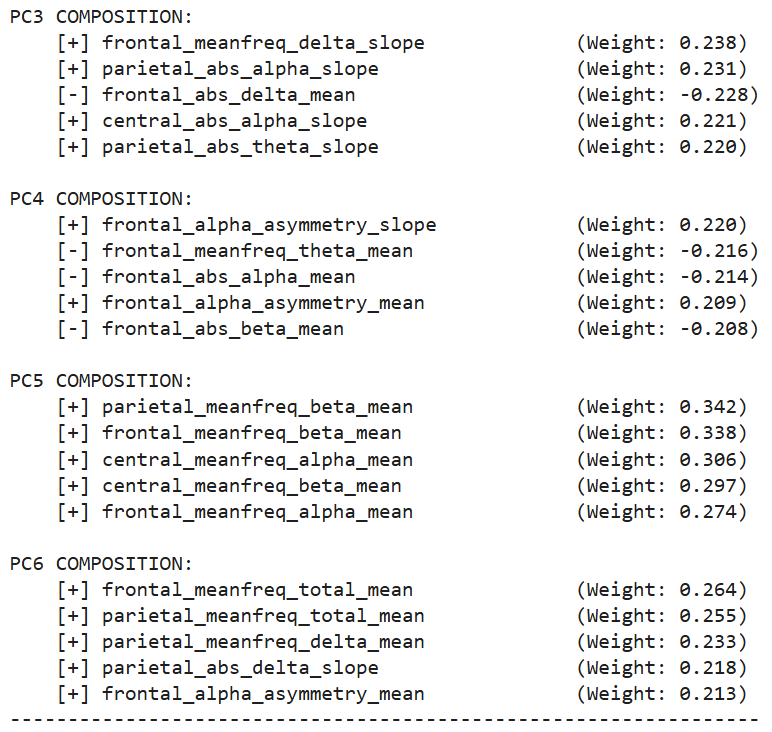 PC3 COMPOSITION:
[+] frontal_meanfreq_delta_slope (Weight: 0.238)
[+] parietal_abs_alpha_slope (Weight: 0.231)
[-] frontal_abs_delta_mean (Weight: -0.228)
[+] central_abs_alpha_slope (Weight: 0.221)
[+] parietal_abs_theta_slope (Weight: 0.220)
PC4 COMPOSITION:
[+] frontal_alpha_asymmetry_slope (Weight: 0.220)
[-] frontal_meanfreq_theta_mean (Weight: -0.216)
[-] frontal_abs_alpha_mean (Weight: -0.214)
[+] frontal_alpha_asymmetry_mean (Weight: 0.209)
[-] frontal_abs_beta_mean (Weight: -0.208)
PC5 COMPOSITION:
[+] parietal_meanfreq_beta_mean (Weight: 0.342)
[+] frontal_meanfreq_beta_mean (Weight: 0.338)
[+] central_meanfreq_alpha_mean (Weight: 0.306)
[+] central_meanfreq_beta_mean (Weight: 0.297)
[+] frontal_meanfreq_alpha_mean (Weight: 0.274)
PC6 COMPOSITION:
[+] frontal_meanfreq_total_mean (Weight: 0.264)
[+] parietal_meanfreq_total_mean (Weight: 0.255)
[+] parietal_meanfreq_delta_mean (Weight: 0.233)
[+] parietal_abs_delta_slope (Weight: 0.218)
[+] frontal_alpha_asymmetry_mean (Weight: 0.213)
-----------------------------------------------------------------